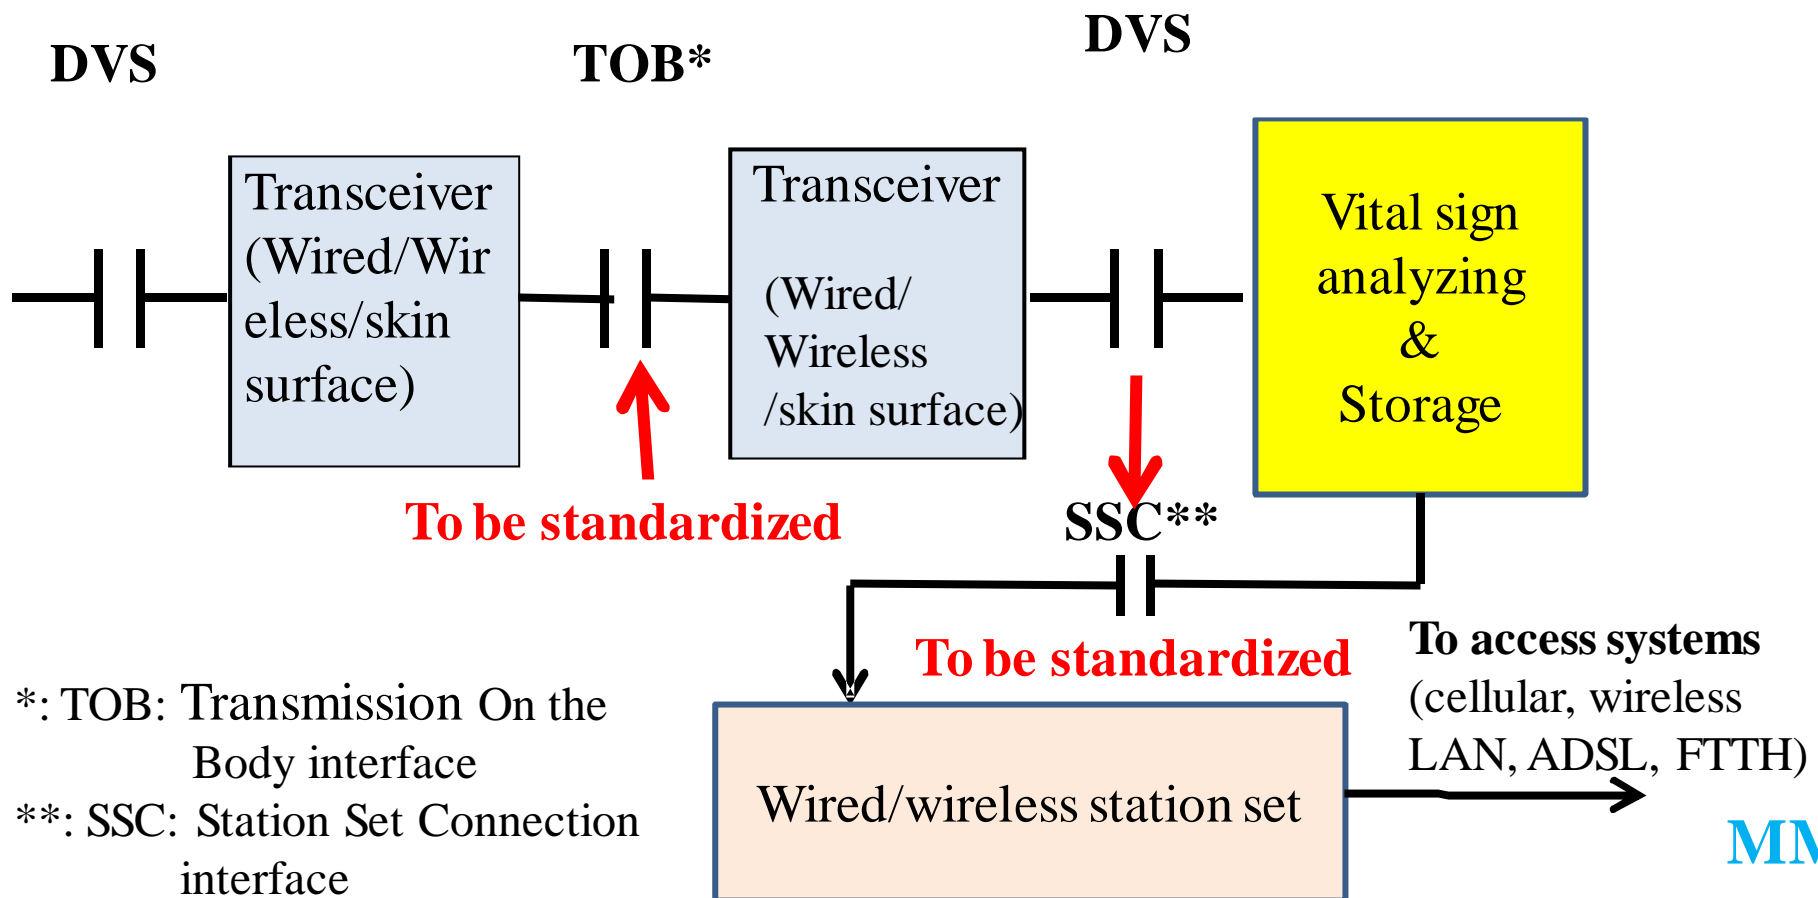 DVS
TOB*
DVS
Transceiver
(Wired/Wir
eless/skin
surface)
Transceiver
(Wired/
Wireless
/skin surface)
Vital sign
analyzing
&
Storage
To be standardized
SSC**
To be standardized
To access systems
(cellular, wireless
LAN, ADSL, FTTH)
*: TOB: Transmission On the
Body interface
**: SSC: Station Set Connection
interface
Wired/wireless station set